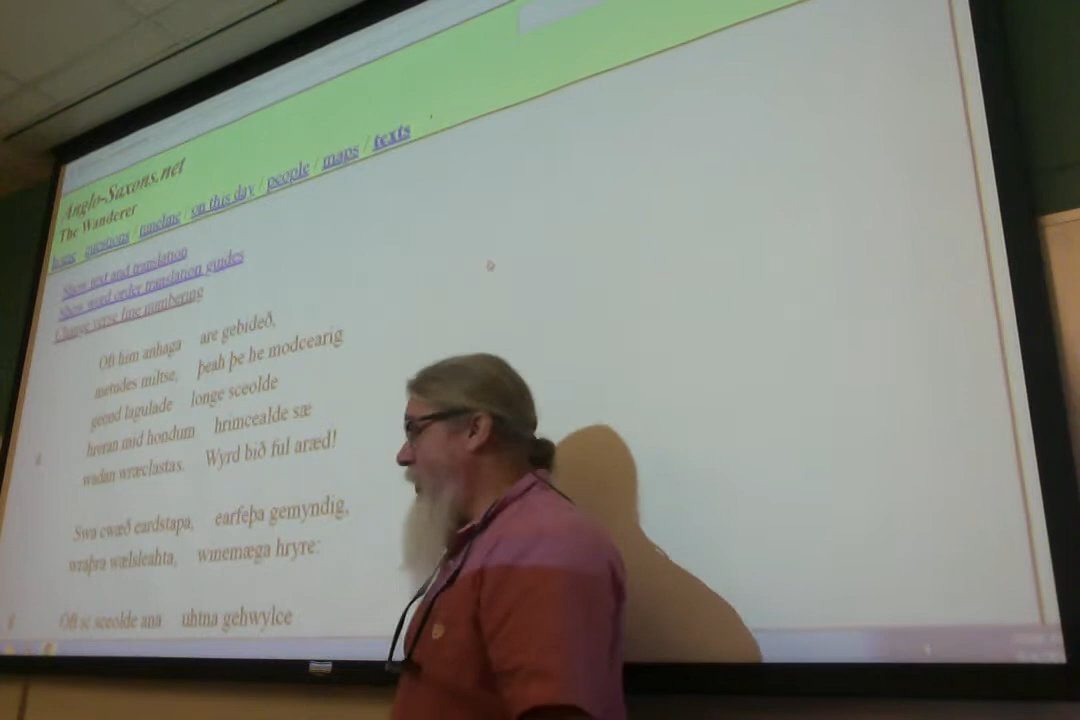 Anglo-Saxons.net
The Wanderer
home questions / timeline / on this day / people / maps / texts
Show text and translation
Show word order translation guides
Change verse line numbering
Oft him anhaga are gebideð,
metudes miltse, þeah þe he modcearig
geond lagulade longe sceolde
hreran mid hondum hrimcealde sæ
wadan wræclastas. Wyrd bið ful aræd!
Swa cwæð eardstapa, earfeþa gemyndig,
wraþra wælsleahta, winemæga hryre:
Oft ic sceolde ana uhtna gehwylce